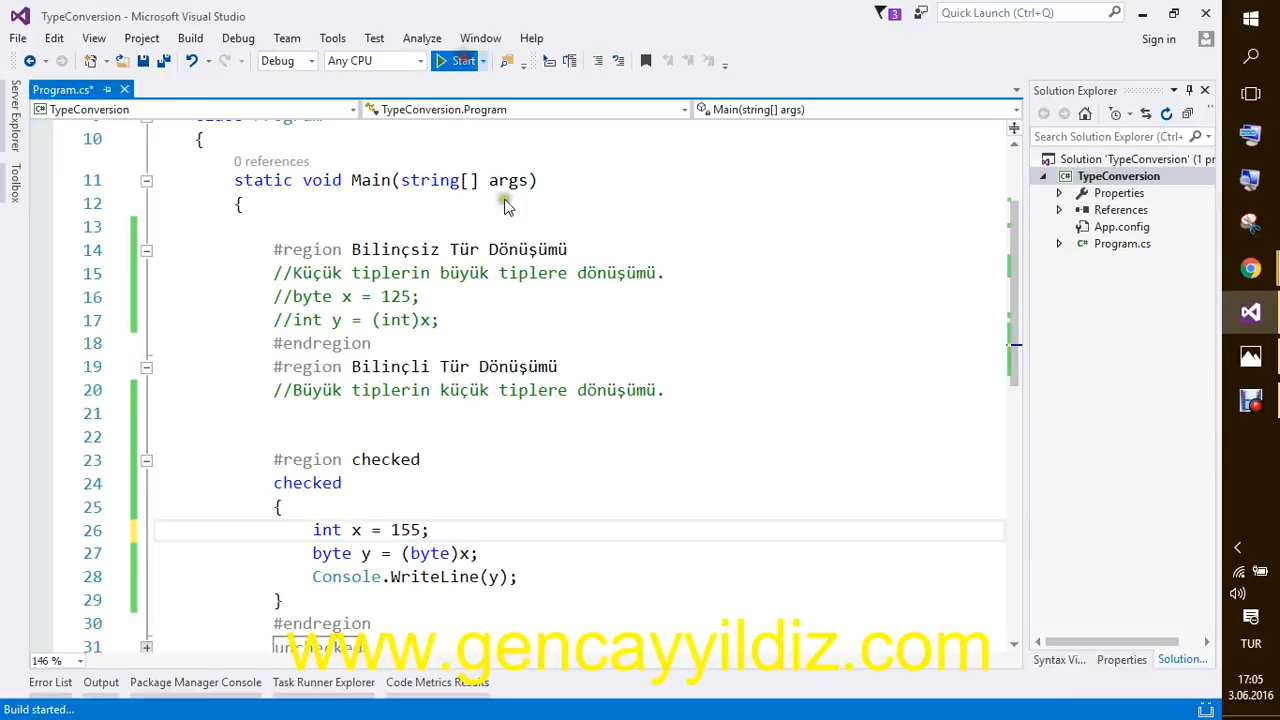 TypeConversion - Microsoft Visual Studio
3
Quick Launch (Ctrl+Q)
File Edit View Project Build Debug Team Tools Test Analyze Window Help
Sign in
Debug Any CPU Start
Program.cs*
TypeConversion TypeConversion.Program Main(string[] args)
Server Explorer
Toolbox
10 {
0 references
11 static void Main(string[] args)
12 {
13
14 #region Bilinçsiz Tür Dönüşümü
15 //Küçük tiplerin büyük tiplere dönüşümü.
16 //byte x = 125;
17 //int y = (int)x;
18 #endregion
19 #region Bilinçli Tür Dönüşümü
20 //Büyük tiplerin küçük tiplere dönüşümü.
21
22
23 #region checked
24 checked
25 {
26 int x = 155;
27 byte y = (byte)x;
28 Console.WriteLine(y);
29 }
30 #endregion
31 unchecked
www.gencayyildiz.com
146 %
Error List Output Package Manager Console Task Runner Explorer Code Metrics Results
Build started...
Solution Explorer
Search Solution Explorer (Ctrl+
Solution 'TypeConversion' (1 pr
TypeConversion
Properties
References
App.config
Program.cs
Syntax Vi... Properties Solution...
TUR
17:05
3.06.2016